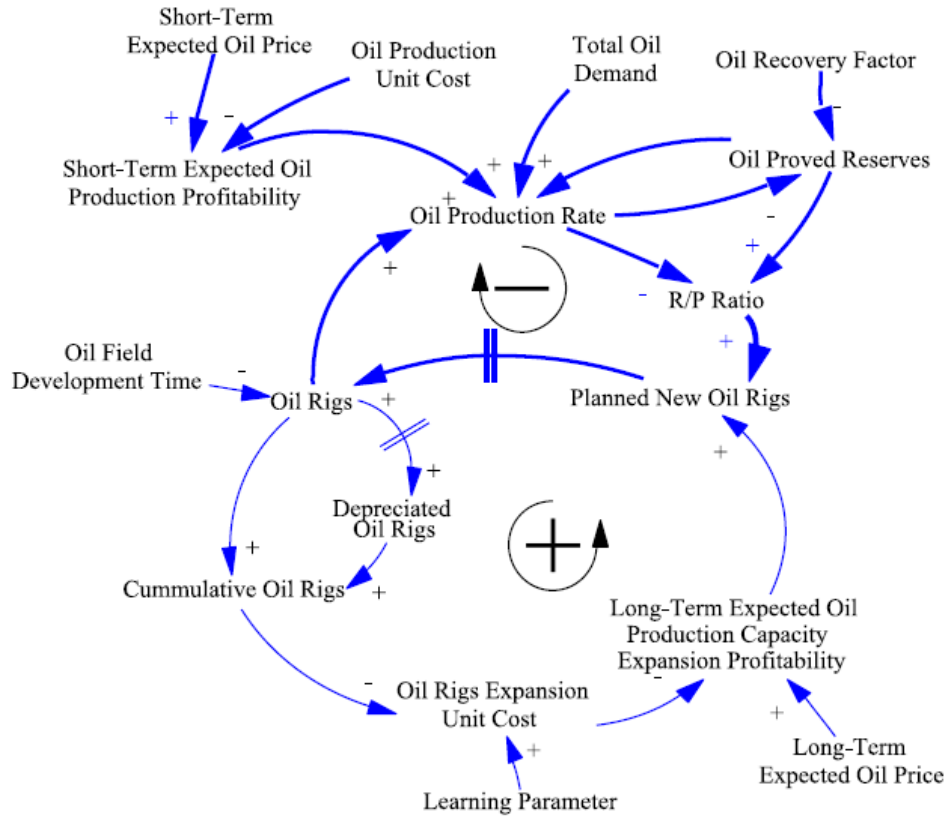 Short-Term
Expected Oil Price
Oil Production
Unit Cost
Total Oil
Demand
Oil Recovery Factor
+
-
-
Short-Term Expected Oil
Production Profitability
+
+
Oil Proved Reserves
+
Oil Production Rate
-
+
+
-
R/P Ratio
+
Oil Field
Development Time
-
Oil Rigs
+
Planned New Oil Rigs
+
+
Depreciated
Oil Rigs
+
Cummulative Oil Rigs
+
Long-Term Expected Oil
Production Capacity
Expansion Profitability
-
Oil Rigs Expansion
Unit Cost
-
+
+
Long-Term
Expected Oil Price
Learning Parameter